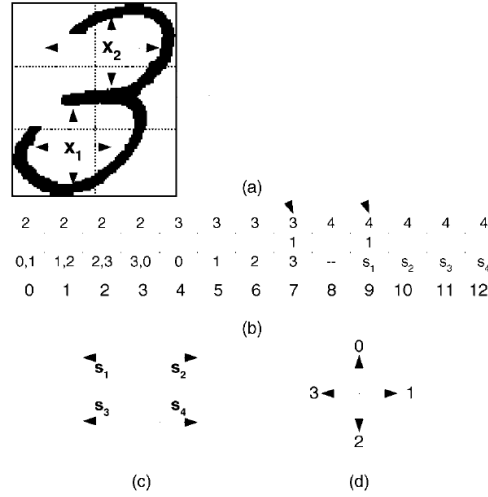 x2
x1
(a)
2 2 2 2 3 3 3 3 4 4 4 4 4
1 1
0,1 1,2 2,3 3,0 0 1 2 3 -- s1 s2 s3 s4
0 1 2 3 4 5 6 7 8 9 10 11 12
(b)
s1 s2
s3 s4
0
3 1
2
(c) (d)